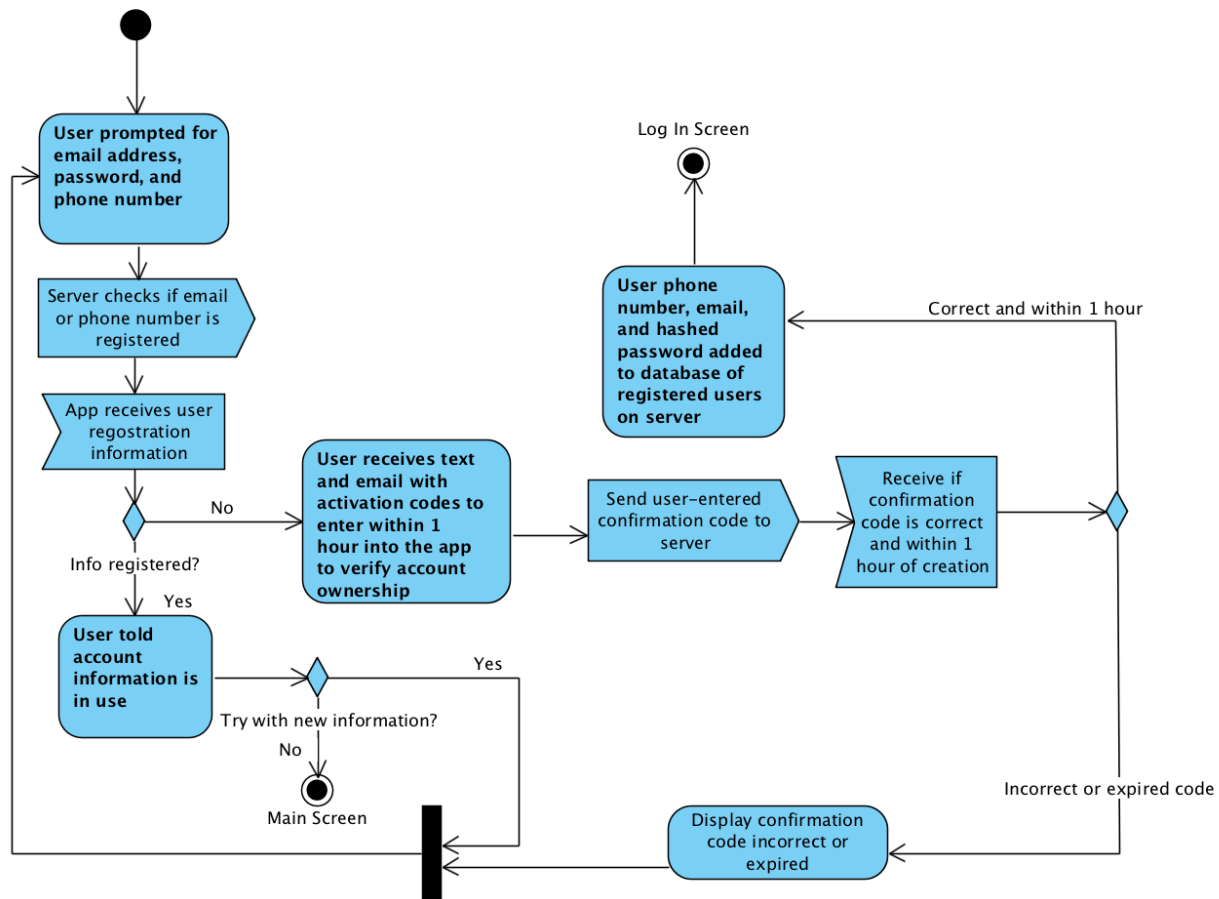 User prompted for
email address,
password, and
phone number
Server checks if email
or phone number is
registered
App receives user
regostration
information
No
Info registered?
Yes
User told
account
information is
in use
Yes
Try with new information?
No
Main Screen
User receives text
and email with
activation codes to
enter within 1
hour into the app
to verify account
ownership
Send user-entered
confirmation code to
server
Receive if
confirmation
code is correct
and within 1
hour of creation
Correct and within 1 hour
User phone
number, email,
and hashed
password added
to database of
registered users
on server
Log In Screen
Incorrect or expired code
Display confirmation
code incorrect or
expired